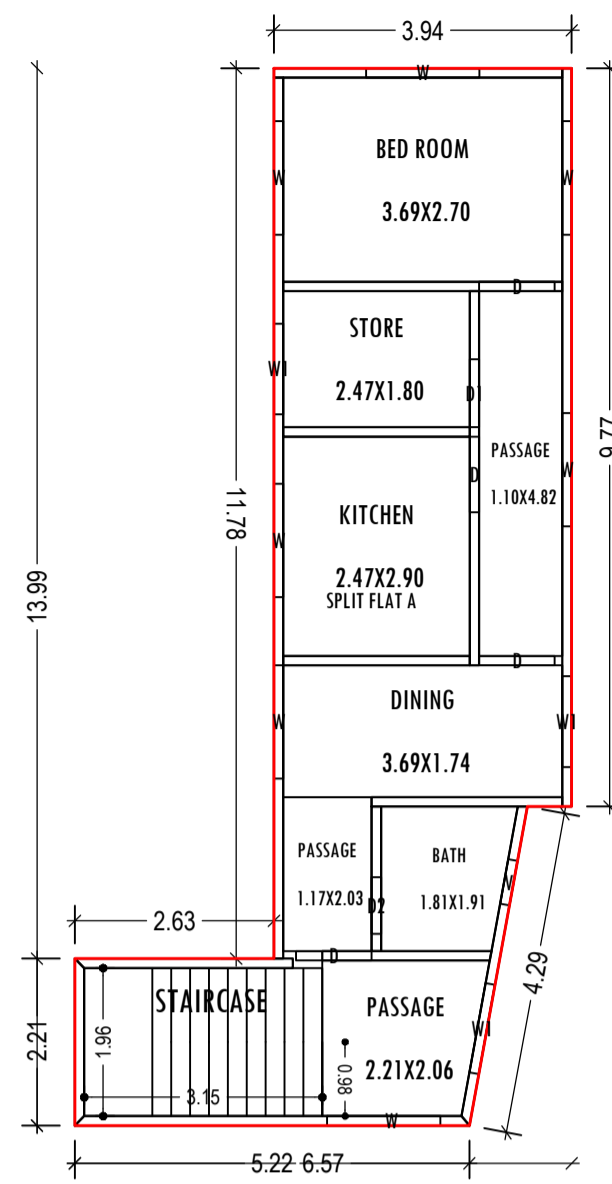 3.94
W
BED ROOM
W
W
3.69X2.70
D
STORE
W1
2.47X1.80
D1
PASSAGE
9.77
W
D
1.10X4.82
11.78
KITCHEN
W
2.47X2.90
SPLIT FLAT A
13.99
D
DINING
W
W1
3.69X1.74
PASSAGE
BATH
V
1.17X2.03
D2
1.81X1.91
2.63
D
4.29
STAIRCASE
PASSAGE
W1
2.21
1.96
2.21X2.06
0.98
3.15
W
5.22
6.57